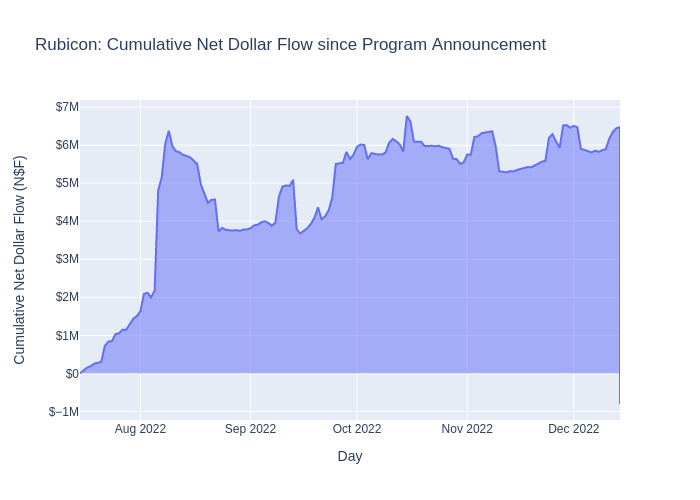 Rubicon: Cumulative Net Dollar Flow since Program Announcement
Cumulative Net Dollar Flow (N$F)
$7M
$6M
$5M
$4M
$3M
$2M
$1M
$0
$−1M
Aug 2022 Sep 2022 Oct 2022 Nov 2022 Dec 2022
Day